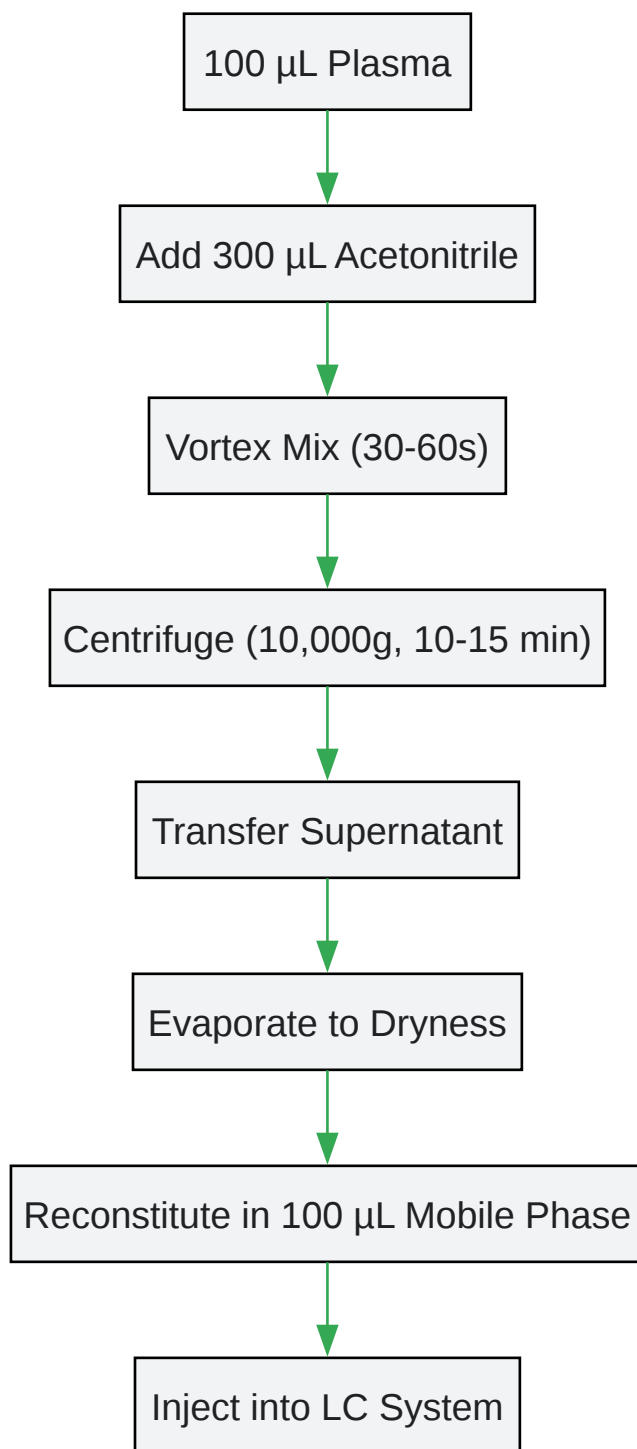 100 µL Plasma
Add 300 µL Acetonitrile
Vortex Mix (30-60s)
Centrifuge (10,000g, 10-15 min)
Transfer Supernatant
Evaporate to Dryness
Reconstitute in 100 µL Mobile Phase
Inject into LC System